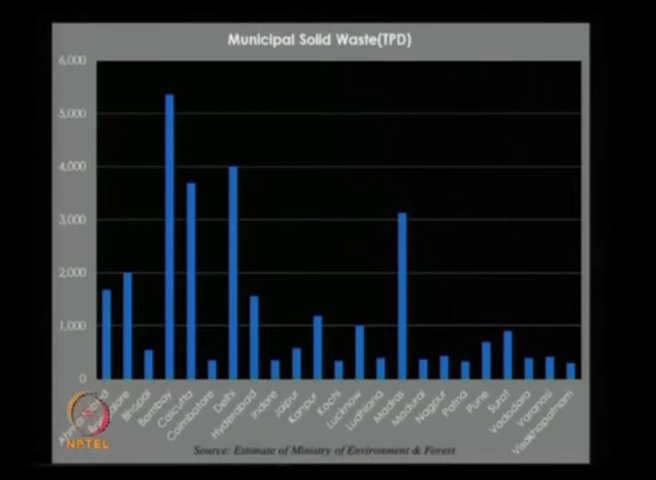 Municipal Solid Waste(TPD)
6,000
5,000
4,000
3,000
2,000
1,000
0
Bhopal
Bombay
Calcutta
Coimbatore
Delhi
Hyderabad
Indore
Jaipur
Kanpur
Kochi
Lucknow
Ludhiana
Madras
Madurai
Nagpur
Patna
Pune
Surat
Vadodara
Varanasi
Visakhapatnam
NPTEL
Source: Estimate of Ministry of Environment & Forest